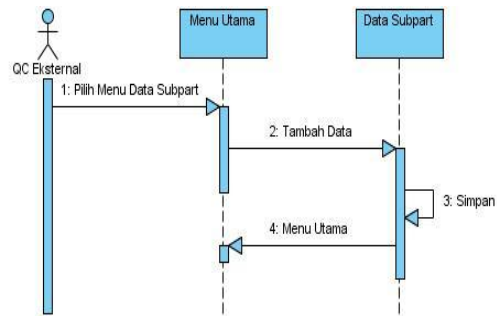 Menu Utama
Data Subpart
QC Eksternal
1: Pilih Menu Data Subpart
2: Tambah Data
3: Simpan
4: Menu Utama